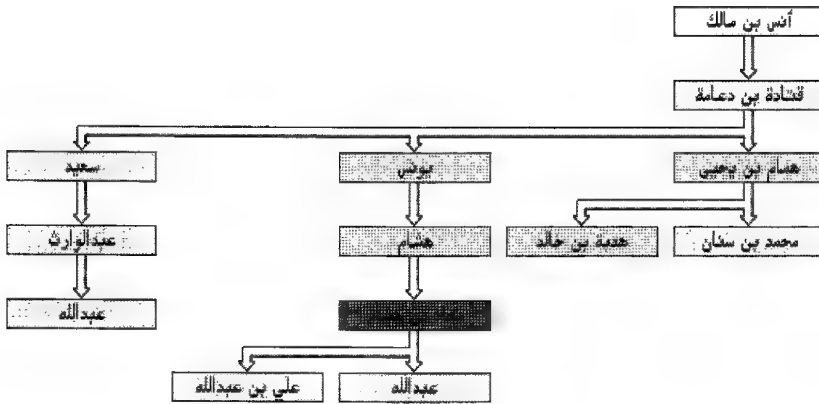 أنس بن مالك
قتادة بن دعامة
همام بن يحيى
يونس
سعيد
محمد بن سنان
هدبة بن خالد
هشام
عبدالوارث
عبدالله
عبدالله
علي بن عبدالله